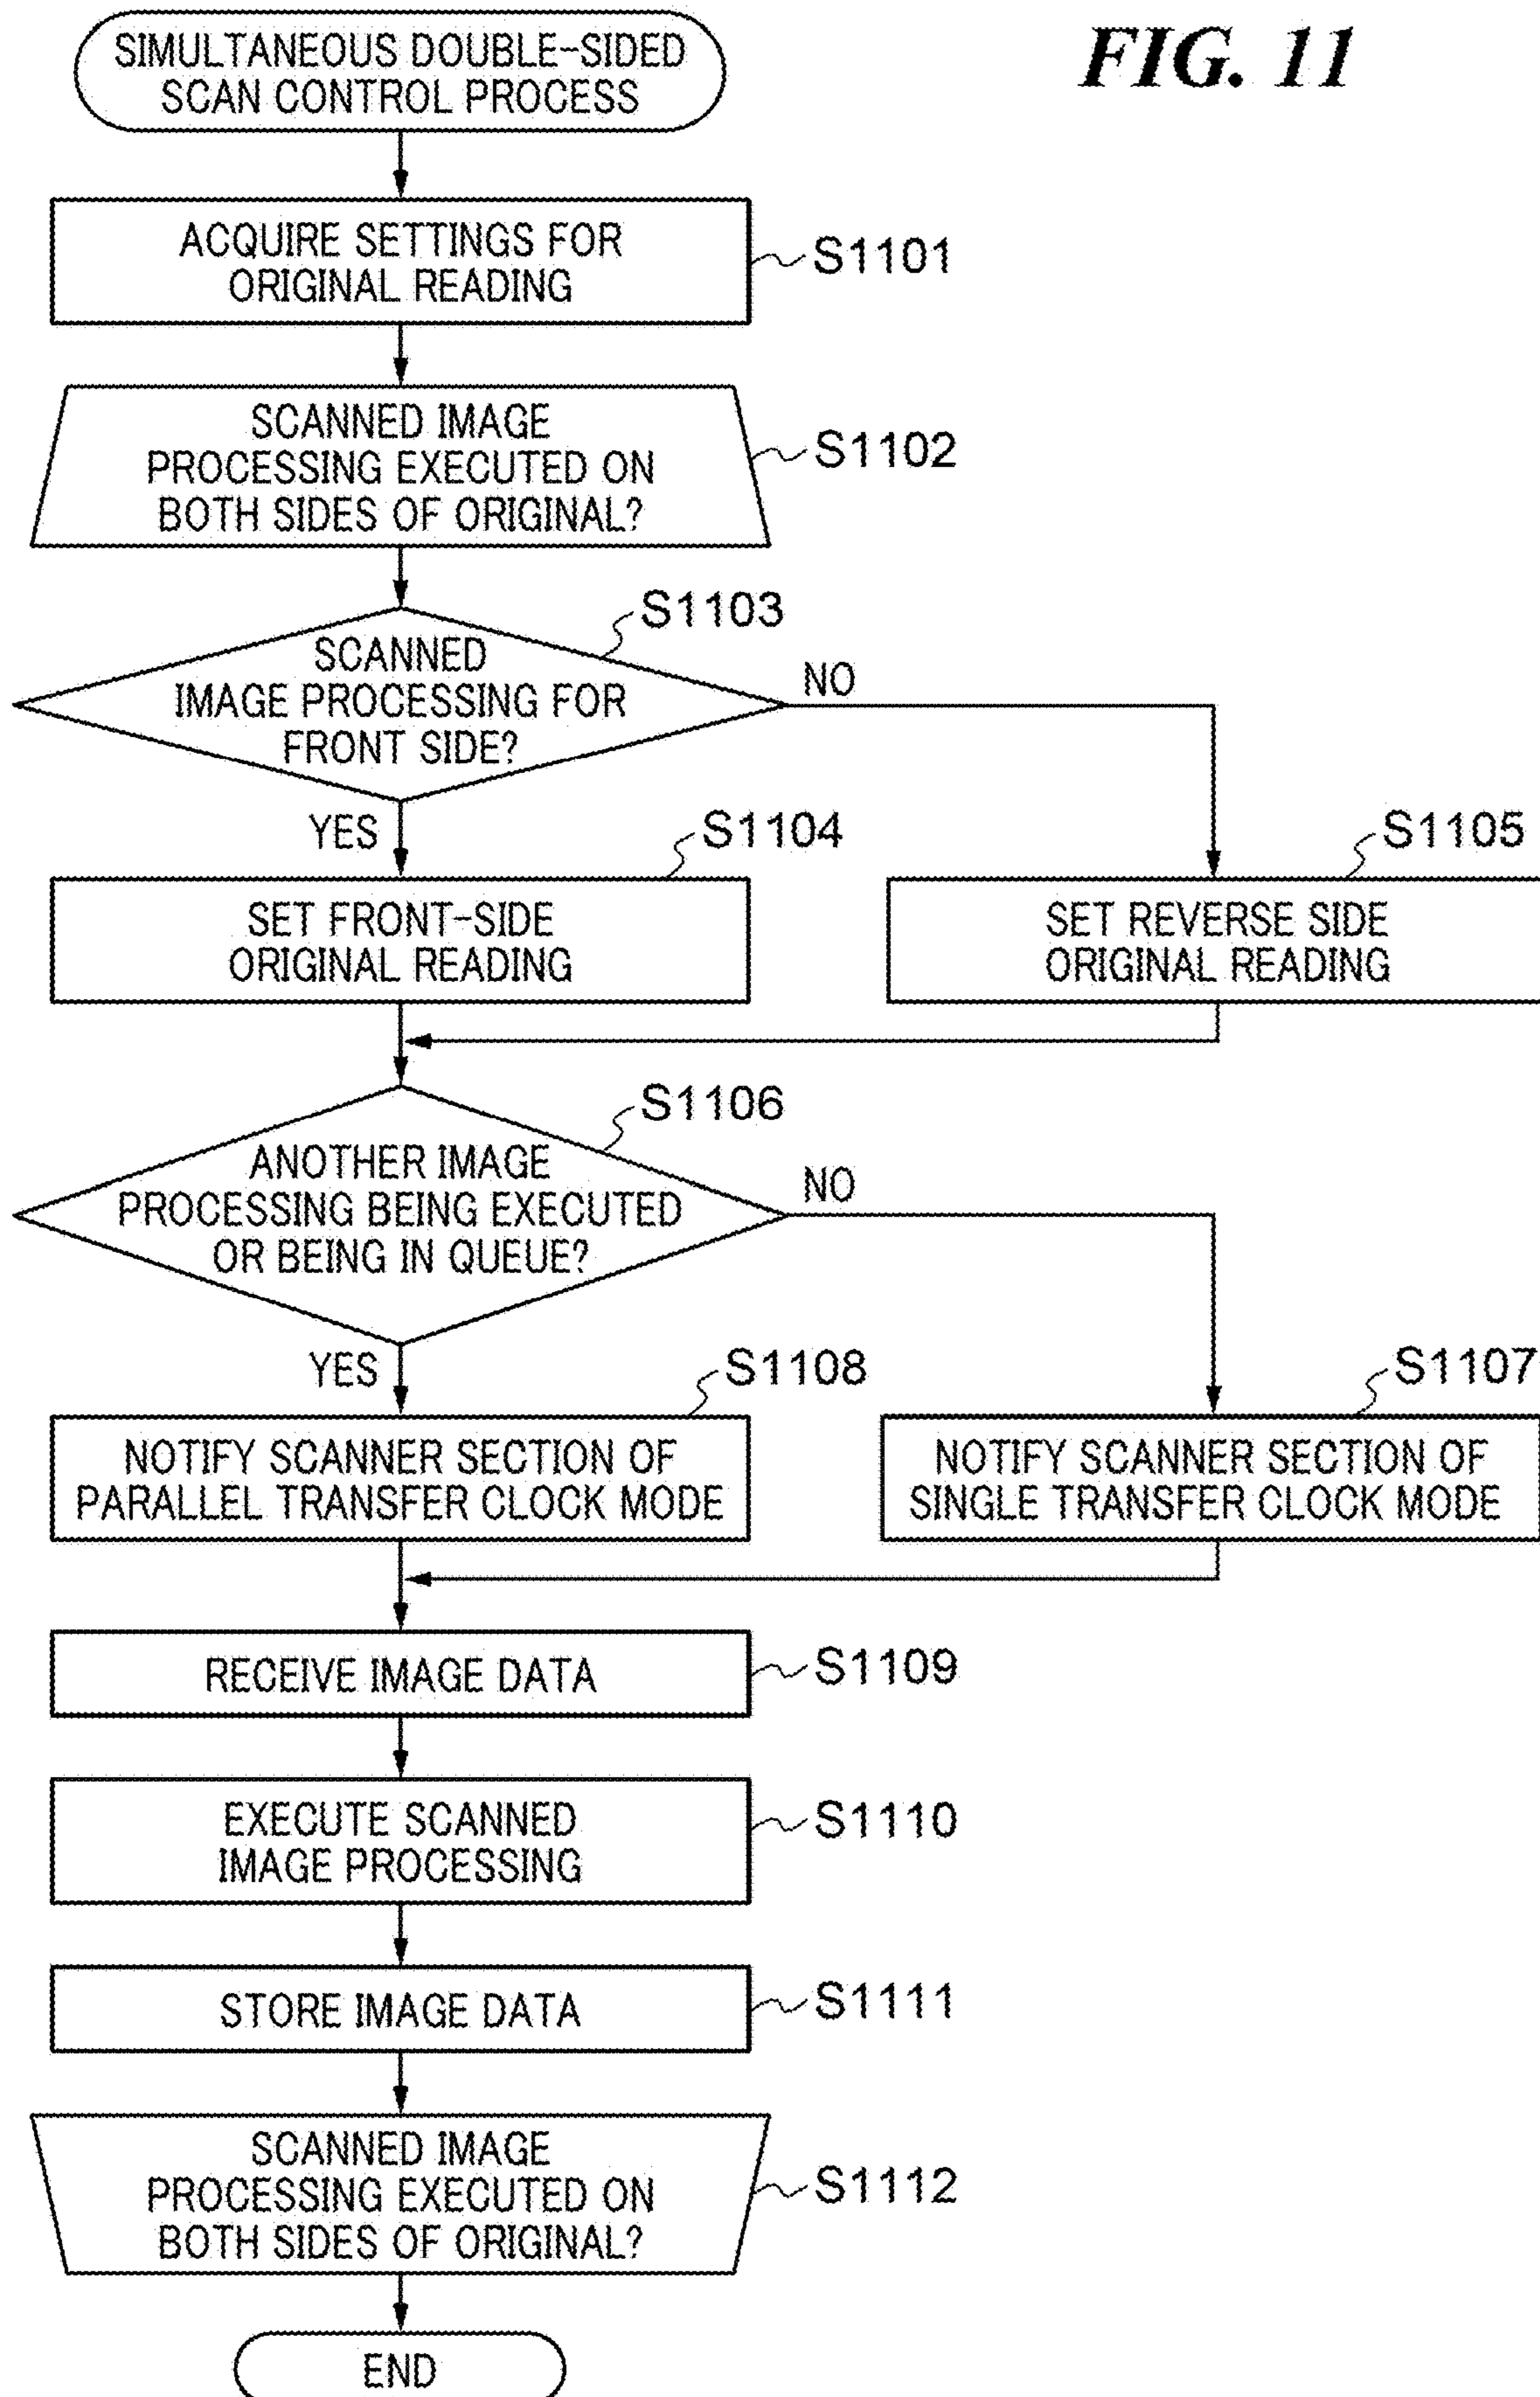 FIG. 11
SIMULTANEOUS DOUBLE-SIDED
SCAN CONTROL PROCESS
ACQUIRE SETTINGS FOR
ORIGINAL READING
S1101
SCANNED IMAGE
PROCESSING EXECUTED ON
BOTH SIDES OF ORIGINAL?
S1102
S1103
SCANNED
IMAGE PROCESSING FOR
FRONT SIDE?
NO
YES
S1104
SET FRONT-SIDE
ORIGINAL READING
S1105
SET REVERSE SIDE
ORIGINAL READING
S1106
ANOTHER IMAGE
PROCESSING BEING EXECUTED
OR BEING IN QUEUE?
NO
YES
S1108
NOTIFY SCANNER SECTION OF
PARALLEL TRANSFER CLOCK MODE
S1107
NOTIFY SCANNER SECTION OF
SINGLE TRANSFER CLOCK MODE
RECEIVE IMAGE DATA
S1109
EXECUTE SCANNED
IMAGE PROCESSING
S1110
STORE IMAGE DATA
S1111
SCANNED IMAGE
PROCESSING EXECUTED ON
BOTH SIDES OF ORIGINAL?
S1112
END